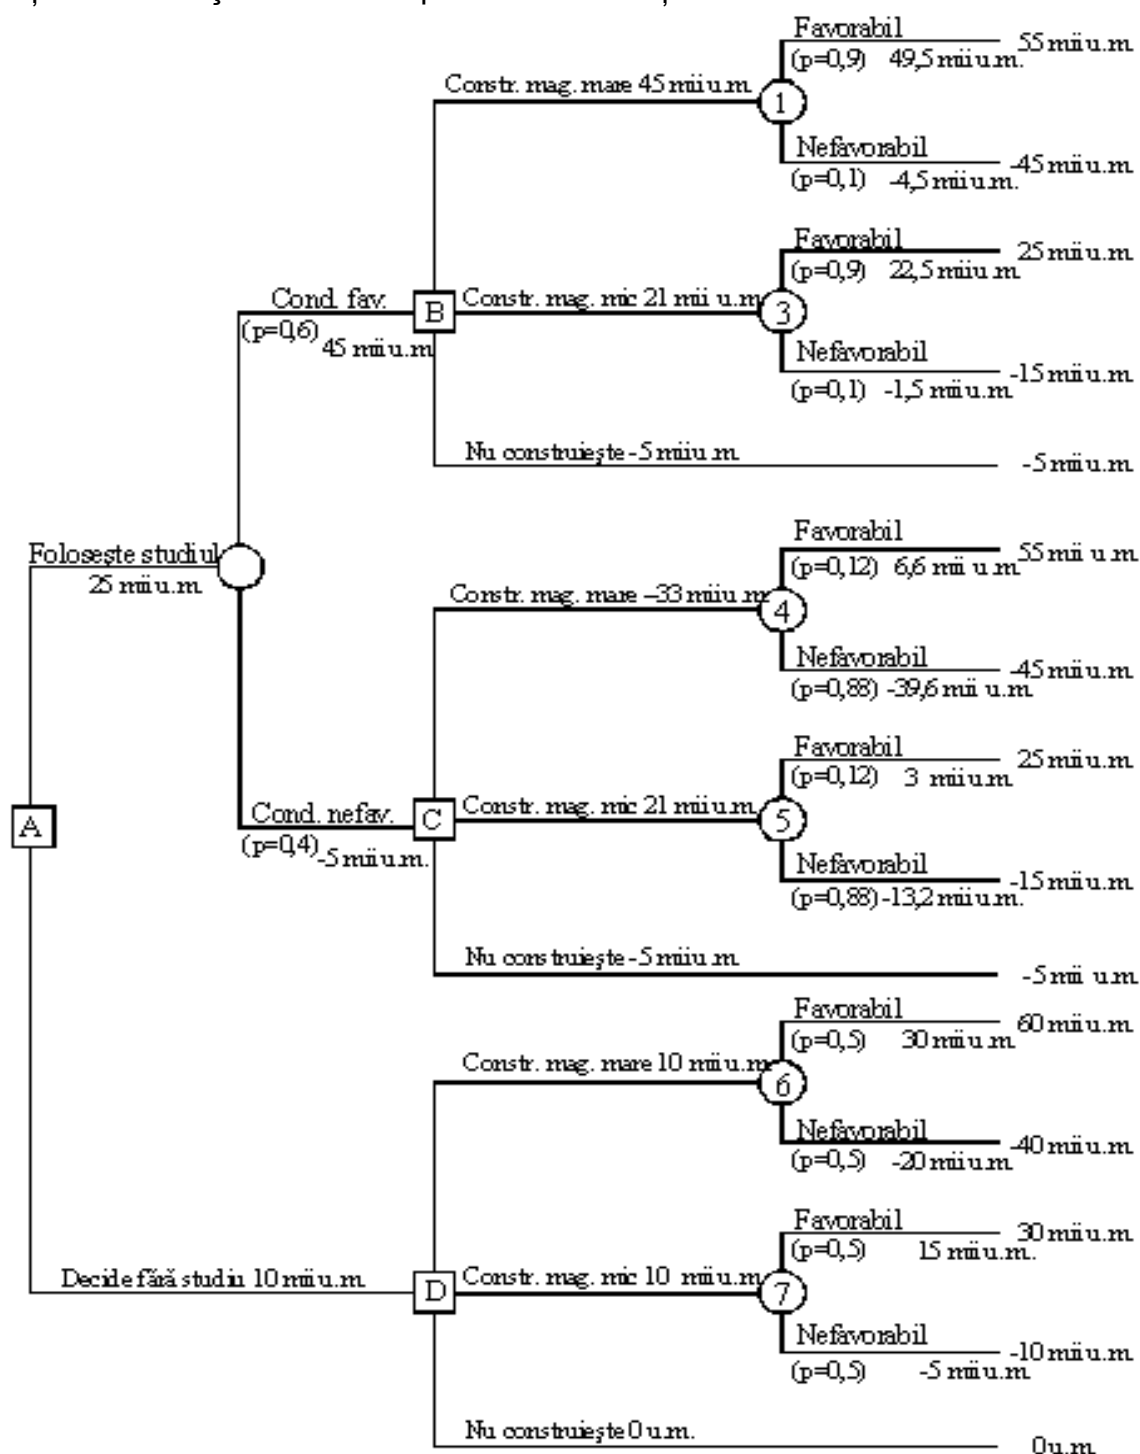 Favorabil
55 mii u.m.
(p=0,9) 49,5 mii u.m.
Constr. mag. mare 45 mii u.m.
1
Nefavorabil
-45 mii u.m.
(p=0,1) -4,5 mii u.m.
Favorabil
25 mii u.m.
(p=0,9) 22,5 mii u.m.
Cond. fav.
B
Constr. mag. mic 21 mii u.m.
3
(p=0,6)
45 mii u.m.
Nefavorabil
-15 mii u.m.
(p=0,1) -1,5 mii u.m.
Nu construieşte -5 mii u.m.
-5 mii u.m.
Favorabil
Foloseşte studiul
55 mii u.m.
(p=0,12) 6,6 mii u.m.
25 mii u.m.
Constr. mag. mare –33 mii u.m.
4
Nefavorabil
-45 mii u.m.
(p=0,88) -39,6 mii u.m.
Favorabil
25 mii u.m.
(p=0,12) 3 mii u.m.
A
Cond. nefav.
C
Constr. mag. mic 21 mii u.m.
5
(p=0,4)
-5 mii u.m.
Nefavorabil
-15 mii u.m.
(p=0,88) -13,2 mii u.m.
Nu construieşte -5 mii u.m.
-5 mii u.m.
Favorabil
60 mii u.m.
(p=0,5) 30 mii u.m.
Constr. mag. mare 10 mii u.m.
6
Nefavorabil
-40 mii u.m.
(p=0,5) -20 mii u.m.
Favorabil
30 mii u.m.
(p=0,5) 15 mii u.m.
Decide fără studiu 10 mii u.m.
D
Constr. mag. mic 10 mii u.m.
7
Nefavorabil
-10 mii u.m.
(p=0,5) -5 mii u.m.
Nu construieşte 0 u.m.
0 u.m.